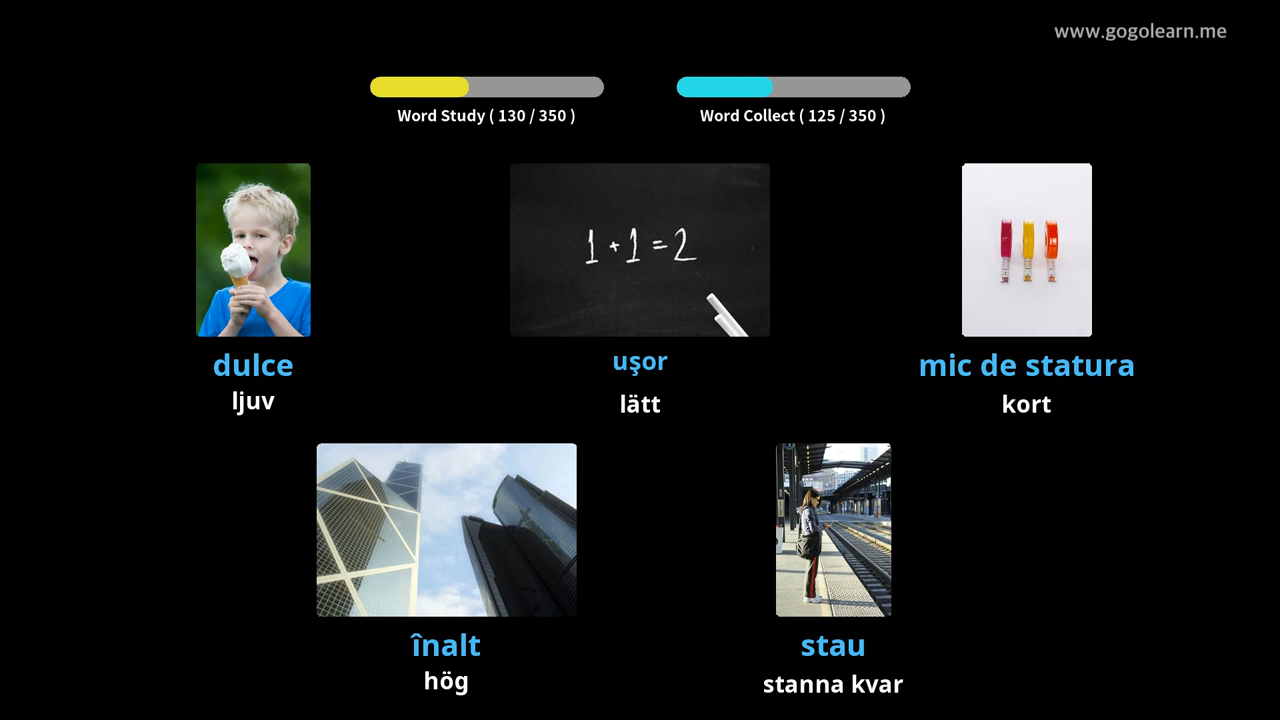 www.gogolearn.me
Word Study ( 130 / 350 )
Word Collect ( 125 / 350 )
1 + 1 = 2
dulce
ljuv
uşor
lätt
mic de statura
kort
înalt
hög
stau
stanna kvar